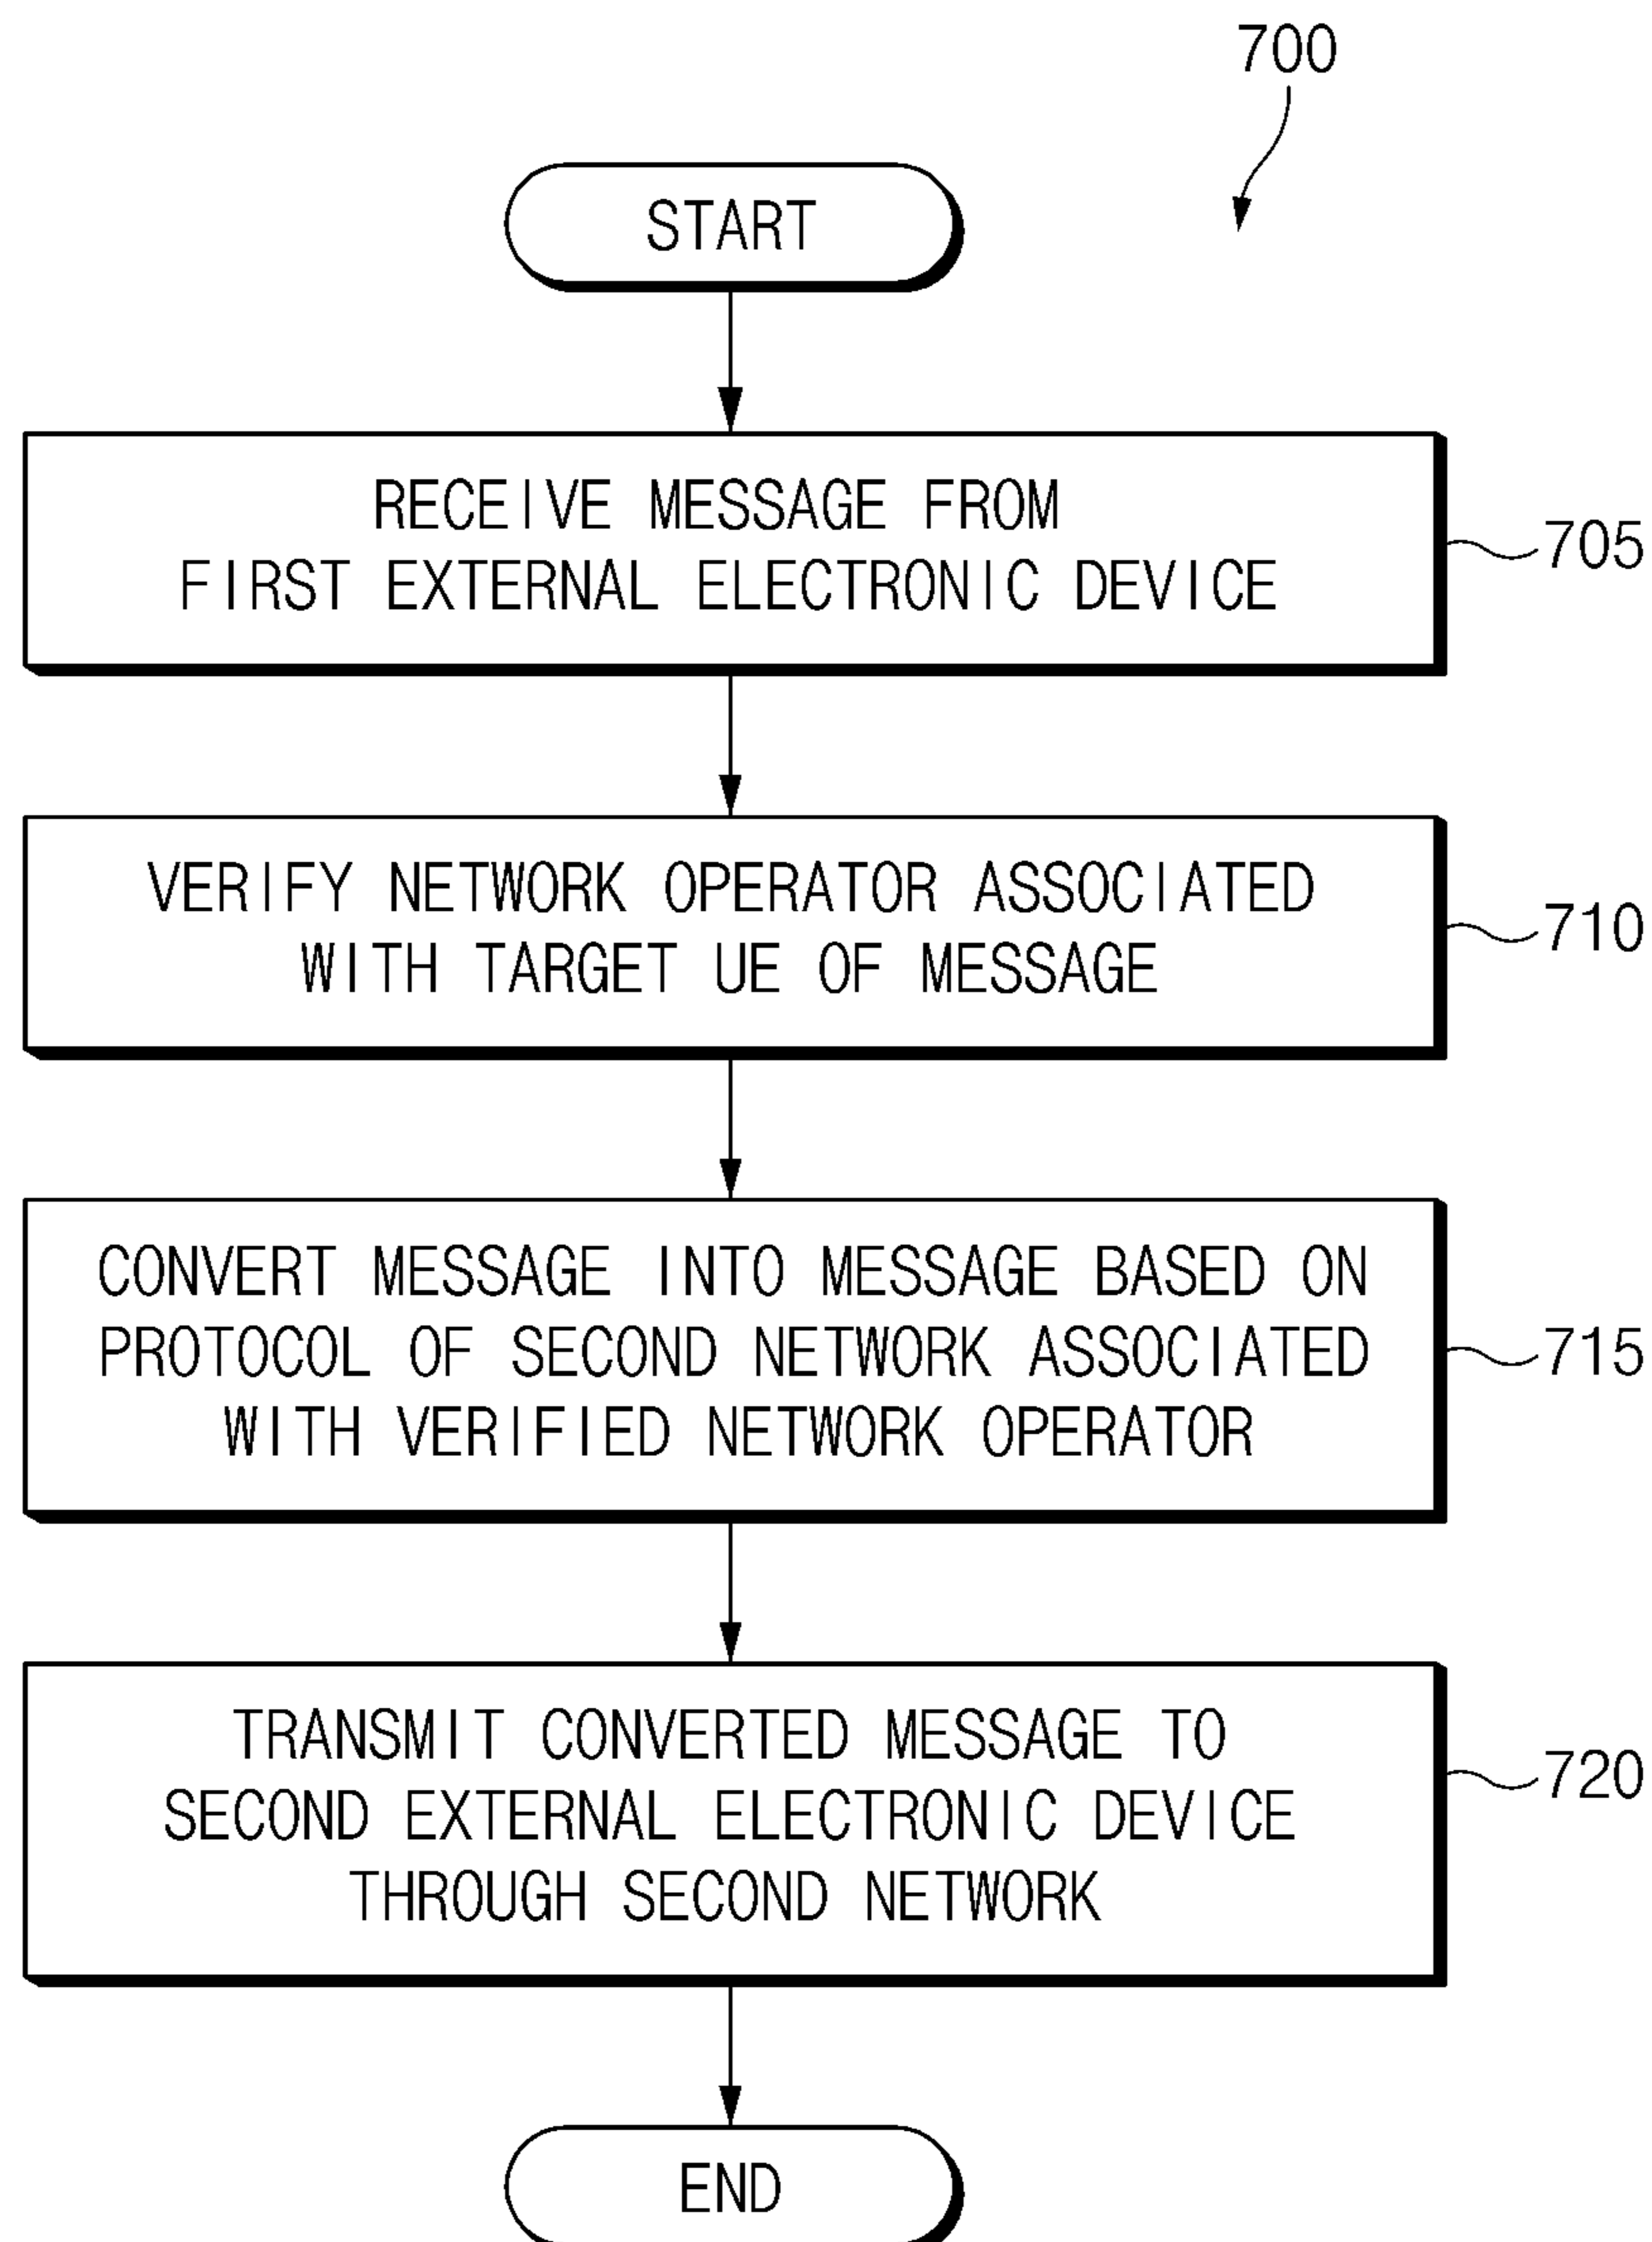 700
START
RECEIVE MESSAGE FROM
FIRST EXTERNAL ELECTRONIC DEVICE
705
VERIFY NETWORK OPERATOR ASSOCIATED
WITH TARGET UE OF MESSAGE
710
CONVERT MESSAGE INTO MESSAGE BASED ON
PROTOCOL OF SECOND NETWORK ASSOCIATED
WITH VERIFIED NETWORK OPERATOR
715
TRANSMIT CONVERTED MESSAGE TO
SECOND EXTERNAL ELECTRONIC DEVICE
THROUGH SECOND NETWORK
720
END